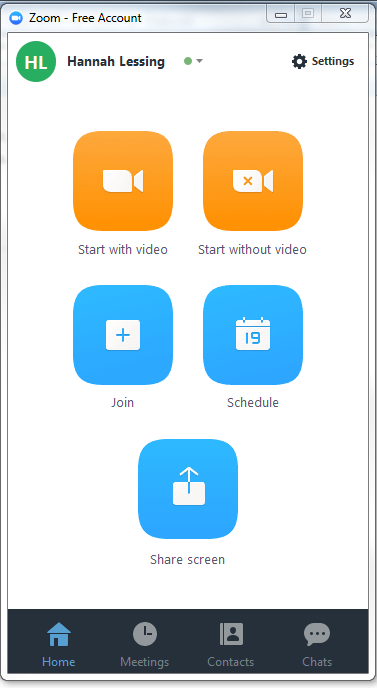 Zoom - Free Account
HL
Hannah Lessing
Settings
Start with video
Start without video
19
Join
Schedule
Share screen
Home
Meetings
Contacts
Chats